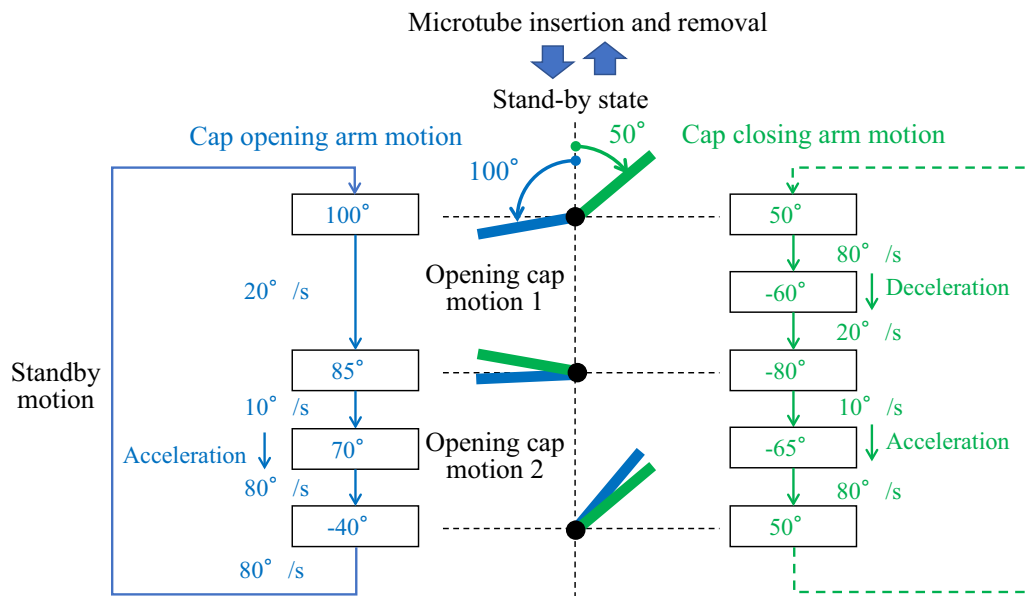 Microtube insertion and removal
Stand-by state
Cap opening arm motion
50°
Cap closing arm motion
100°
100°
50°
80° /s
Opening cap
motion 1
-60°
Deceleration
20° /s
20° /s
Standby
motion
85°
-80°
10° /s
10° /s
Acceleration
70°
Opening cap
motion 2
-65°
Acceleration
80° /s
80° /s
-40°
50°
80° /s